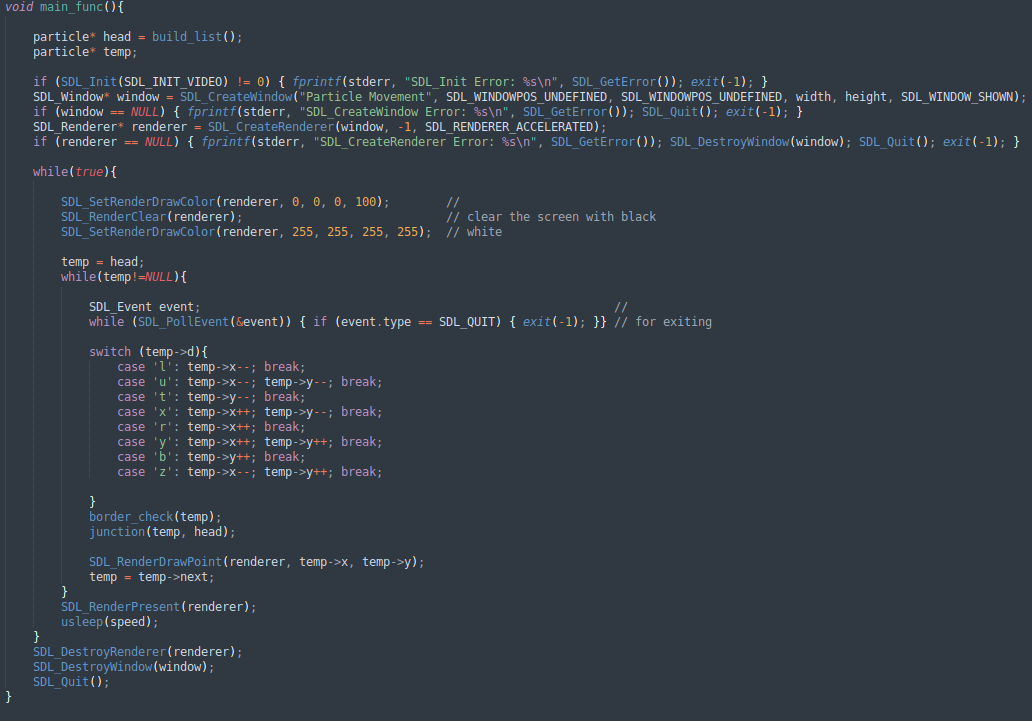 void main_func(){
particle* head = build_list();
particle* temp;
if (SDL_Init(SDL_INIT_VIDEO) != 0) { fprintf(stderr, "SDL_Init Error: %s\n", SDL_GetError()); exit(-1); }
SDL_Window* window = SDL_CreateWindow("Particle Movement", SDL_WINDOWPOS_UNDEFINED, SDL_WINDOWPOS_UNDEFINED, width, height, SDL_WINDOW_SHOWN);
if (window == NULL) { fprintf(stderr, "SDL_CreateWindow Error: %s\n", SDL_GetError()); SDL_Quit(); exit(-1); }
SDL_Renderer* renderer = SDL_CreateRenderer(window, -1, SDL_RENDERER_ACCELERATED);
if (renderer == NULL) { fprintf(stderr, "SDL_CreateRenderer Error: %s\n", SDL_GetError()); SDL_DestroyWindow(window); SDL_Quit(); exit(-1); }
while(true){
SDL_SetRenderDrawColor(renderer, 0, 0, 0, 100); //
SDL_RenderClear(renderer); // clear the screen with black
SDL_SetRenderDrawColor(renderer, 255, 255, 255, 255); // white
temp = head;
while(temp!=NULL){
SDL_Event event; //
while (SDL_PollEvent(&event)) { if (event.type == SDL_QUIT) { exit(-1); }} // for exiting
switch (temp->d){
case 'l': temp->x--; break;
case 'u': temp->x--; temp->y--; break;
case 't': temp->y--; break;
case 'x': temp->x++; temp->y--; break;
case 'r': temp->x++; break;
case 'y': temp->x++; temp->y++; break;
case 'b': temp->y++; break;
case 'z': temp->x--; temp->y++; break;
}
border_check(temp);
junction(temp, head);
SDL_RenderDrawPoint(renderer, temp->x, temp->y);
temp = temp->next;
}
SDL_RenderPresent(renderer);
usleep(speed);
}
SDL_DestroyRenderer(renderer);
SDL_DestroyWindow(window);
SDL_Quit();
}